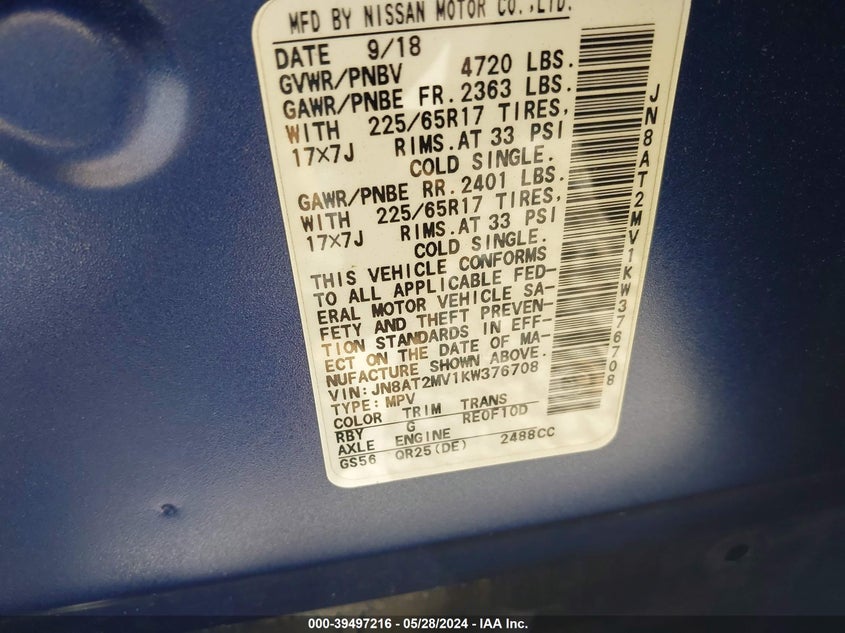 MFD BY NISSAN MOTOR CO.,LTD.
DATE 9/18
GVWR/PNBV 4720 LBS.
GAWR/PNBE FR. 2363 LBS.
WITH 225/65R17 TIRES,
17×7J RIMS.AT 33 PSI
COLD SINGLE.
GAWR/PNBE RR. 2401 LBS.
WITH 225/65R17 TIRES,
17×7J RIMS.AT 33 PSI
COLD SINGLE.
THIS VEHICLE CONFORMS
TO ALL APPLICABLE FED-
ERAL MOTOR VEHICLE SA-
FETY AND THEFT PREVEN-
TION STANDARDS IN EFF-
ECT ON THE DATE OF MA-
NUFACTURE SHOWN ABOVE.
VIN: JN8AT2MV1KW376708
TYPE: MPV
COLOR TRIM TRANS
RBY G RE0F10D
AXLE ENGINE
GS56 QR25(DE) 2488CC
JN8AT2MV1KW376708
000-39497216 - 05/28/2024 - IAA Inc.